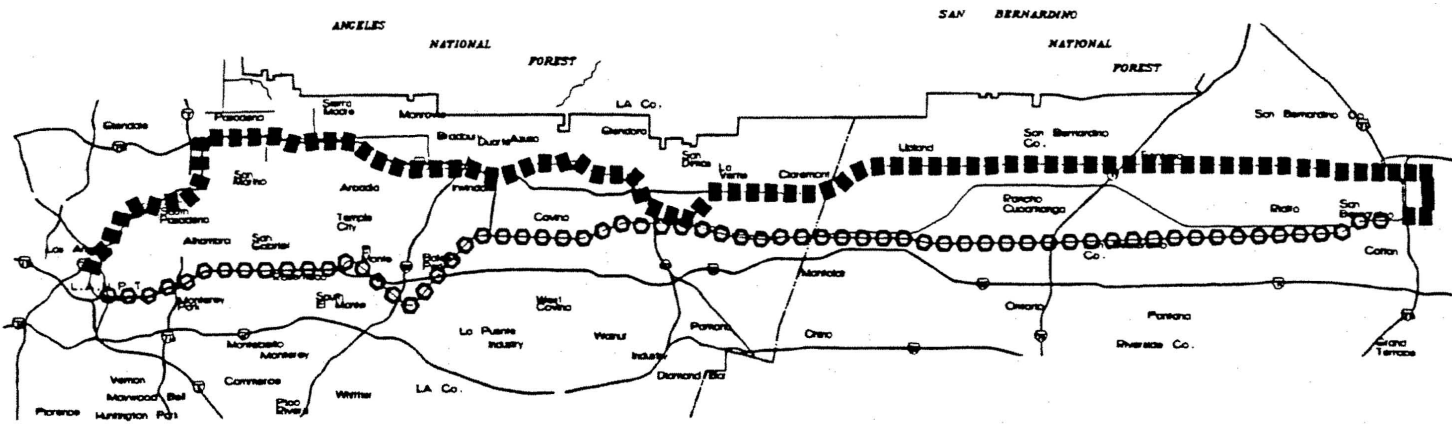 ANGELES
NATIONAL
FOREST
SAN BERNARDINO
NATIONAL
FOREST
LA Co.
Glendale
Pasadena
Sierra
Madre
Monrovia
Bradbury
Duarte
Azusa
Glendora
San
Dimas
La
Verne
Claremont
Upland
San Bernardino
Co.
San Bernardino
Co.
San
Marino
South
Pasadena
Arcadia
Irwindale
Temple
City
Covina
Rancho
Cucamonga
Rialto
San
Alhambra
San
Gabriel
Los
L.A.U.P.T.
Monterey
Park
South
El Monte
West
Covina
Montclair
Co.
Colton
Ontario
Fontana
La Puente
Industry
Walnut
Pomona
Chino
Riverside Co.
Grand
Terrace
Montebello
Monterey
Industry
Diamond Bar
Vernon
Maywood Bell
Commerce
Florence
Huntington Park
Pico
Rivera
Whittier
LA Co.